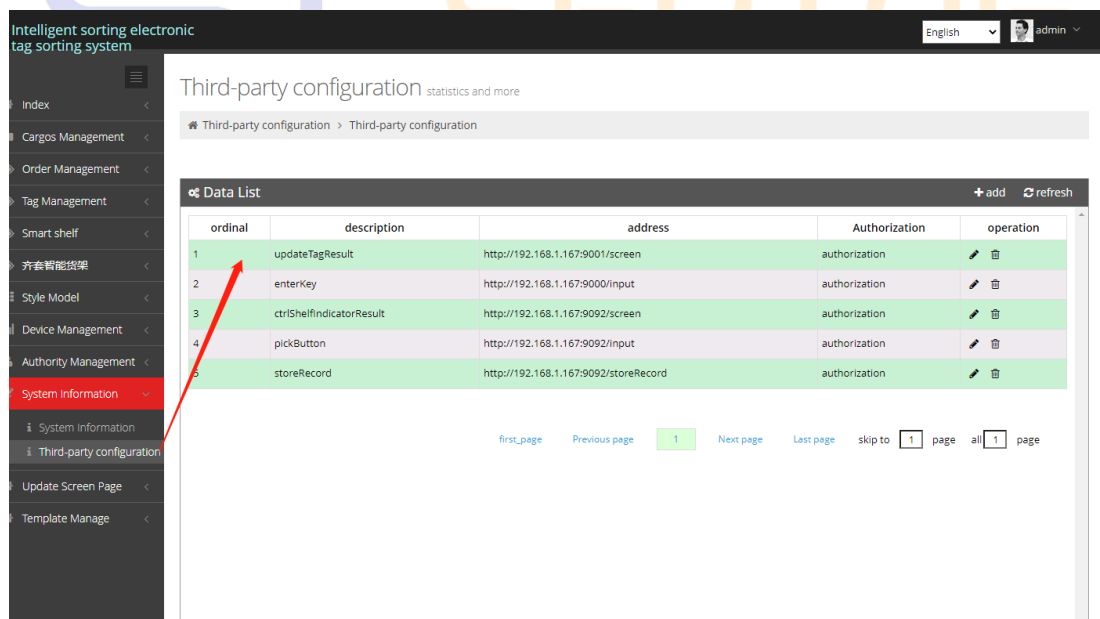 Intelligent sorting electronic
tag sorting system
English
admin
Index
Cargos Management
Order Management
Tag Management
Smart shelf
齐套智能货架
Style Model
Device Management
Authority Management
System Information
System Information
Third-party configuration
Update Screen Page
Template Manage
Third-party configuration statistics and more
Third-party configuration > Third-party configuration
Data List
add refresh
ordinal description address Authorization operation
1 updateTagResult http://192.168.1.167:9001/screen authorization
2 enterKey http://192.168.1.167:9000/input authorization
3 ctrlShelfIndicatorResult http://192.168.1.167:9092/screen authorization
4 pickButton http://192.168.1.167:9092/input authorization
5 storeRecord http://192.168.1.167:9092/storeRecord authorization
first_page Previous page 1 Next page Last page skip to 1 page all 1 page